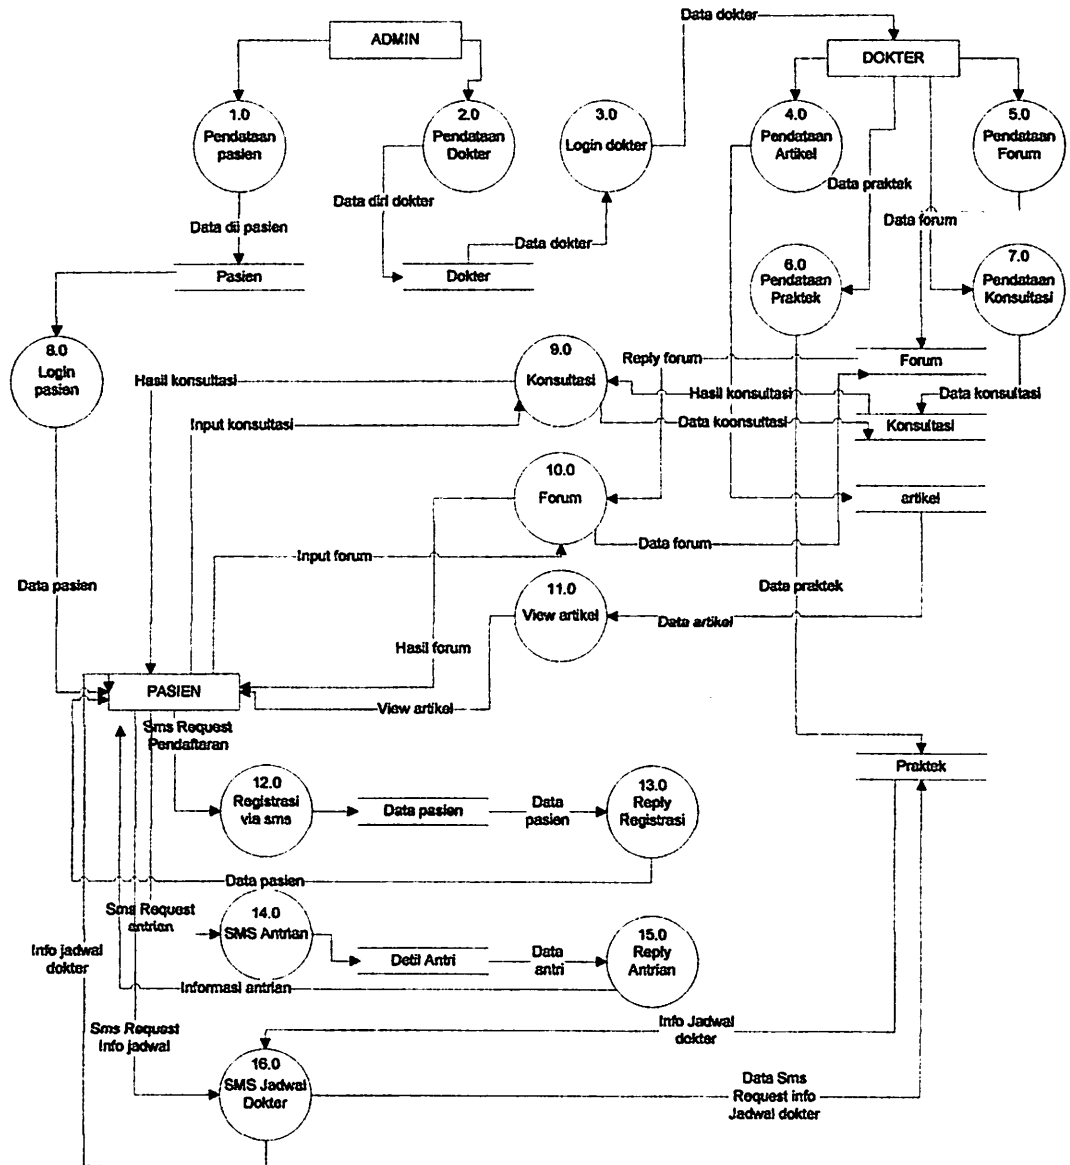 Data dokter
ADMIN
DOKTER
1.0
Pendataan
pasien
2.0
Pendataan
Dokter
3.0
Login dokter
4.0
Pendataan
Artikel
5.0
Pendataan
Forum
Data praktek
Data diri dokter
Data dii pasien
Data forum
Data dokter
Pasien
Dokter
6.0
Pendataan
Praktek
7.0
Pendataan
Konsultasi
8.0
Login
pasien
9.0
Konsultasi
Reply forum
Forum
Hasil konsultasi
Hasil konsultasi
Data konsultasi
Input konsultasi
Data koonsultasi
Konsultasi
10.0
Forum
artikel
Input forum
Data forum
Data pasien
Data praktek
11.0
View artikel
Data artikel
Hasil forum
PASIEN
View artikel
Sms Request
Pendaftaran
Praktek
12.0
Registrasi
via sms
Data pasien
Data
pasien
13.0
Reply
Registrasi
Data pasien
Sms Request
antrian
14.0
SMS Antrian
Detil Antri
Data
antri
15.0
Reply
Antrian
Info jadwal
dokter
Informasi antrian
Sms Request
Info jadwal
Info Jadwal
dokter
16.0
SMS Jadwal
Dokter
Data Sms
Request info
Jadwal dokter